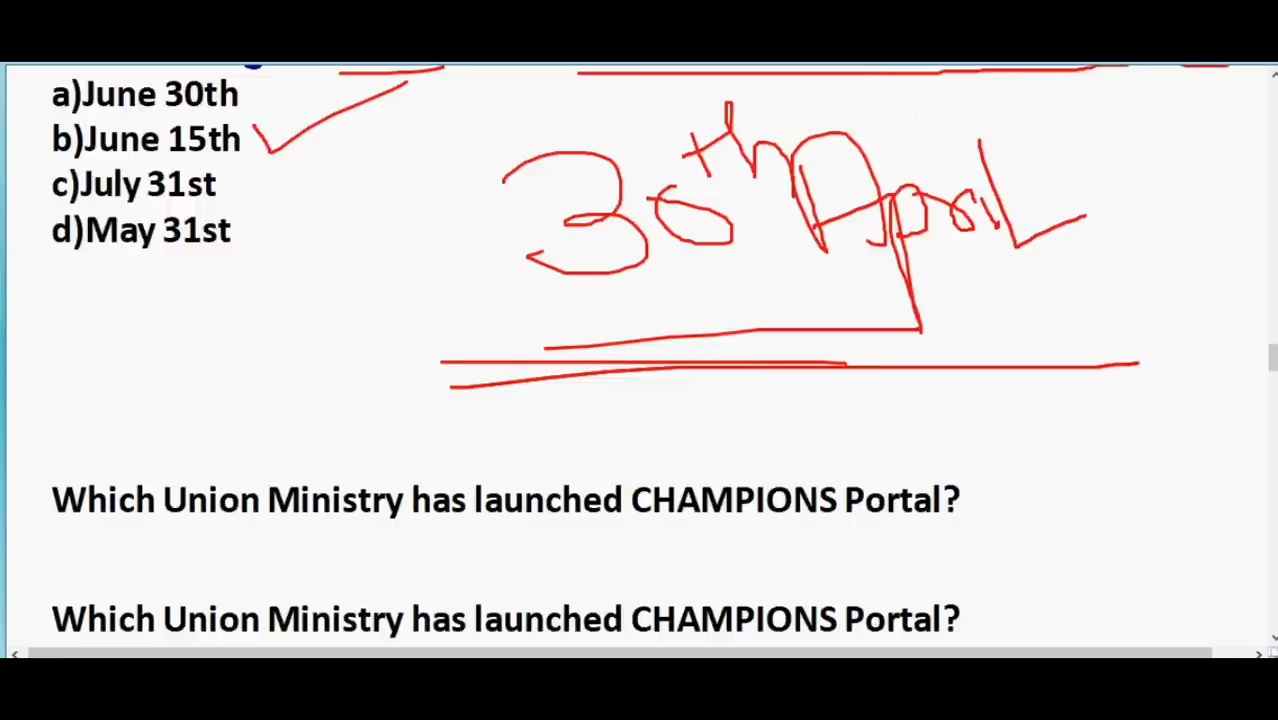 a)June 30th
b)June 15th
c)July 31st
d)May 31st
30th April
Which Union Ministry has launched CHAMPIONS Portal?
Which Union Ministry has launched CHAMPIONS Portal?